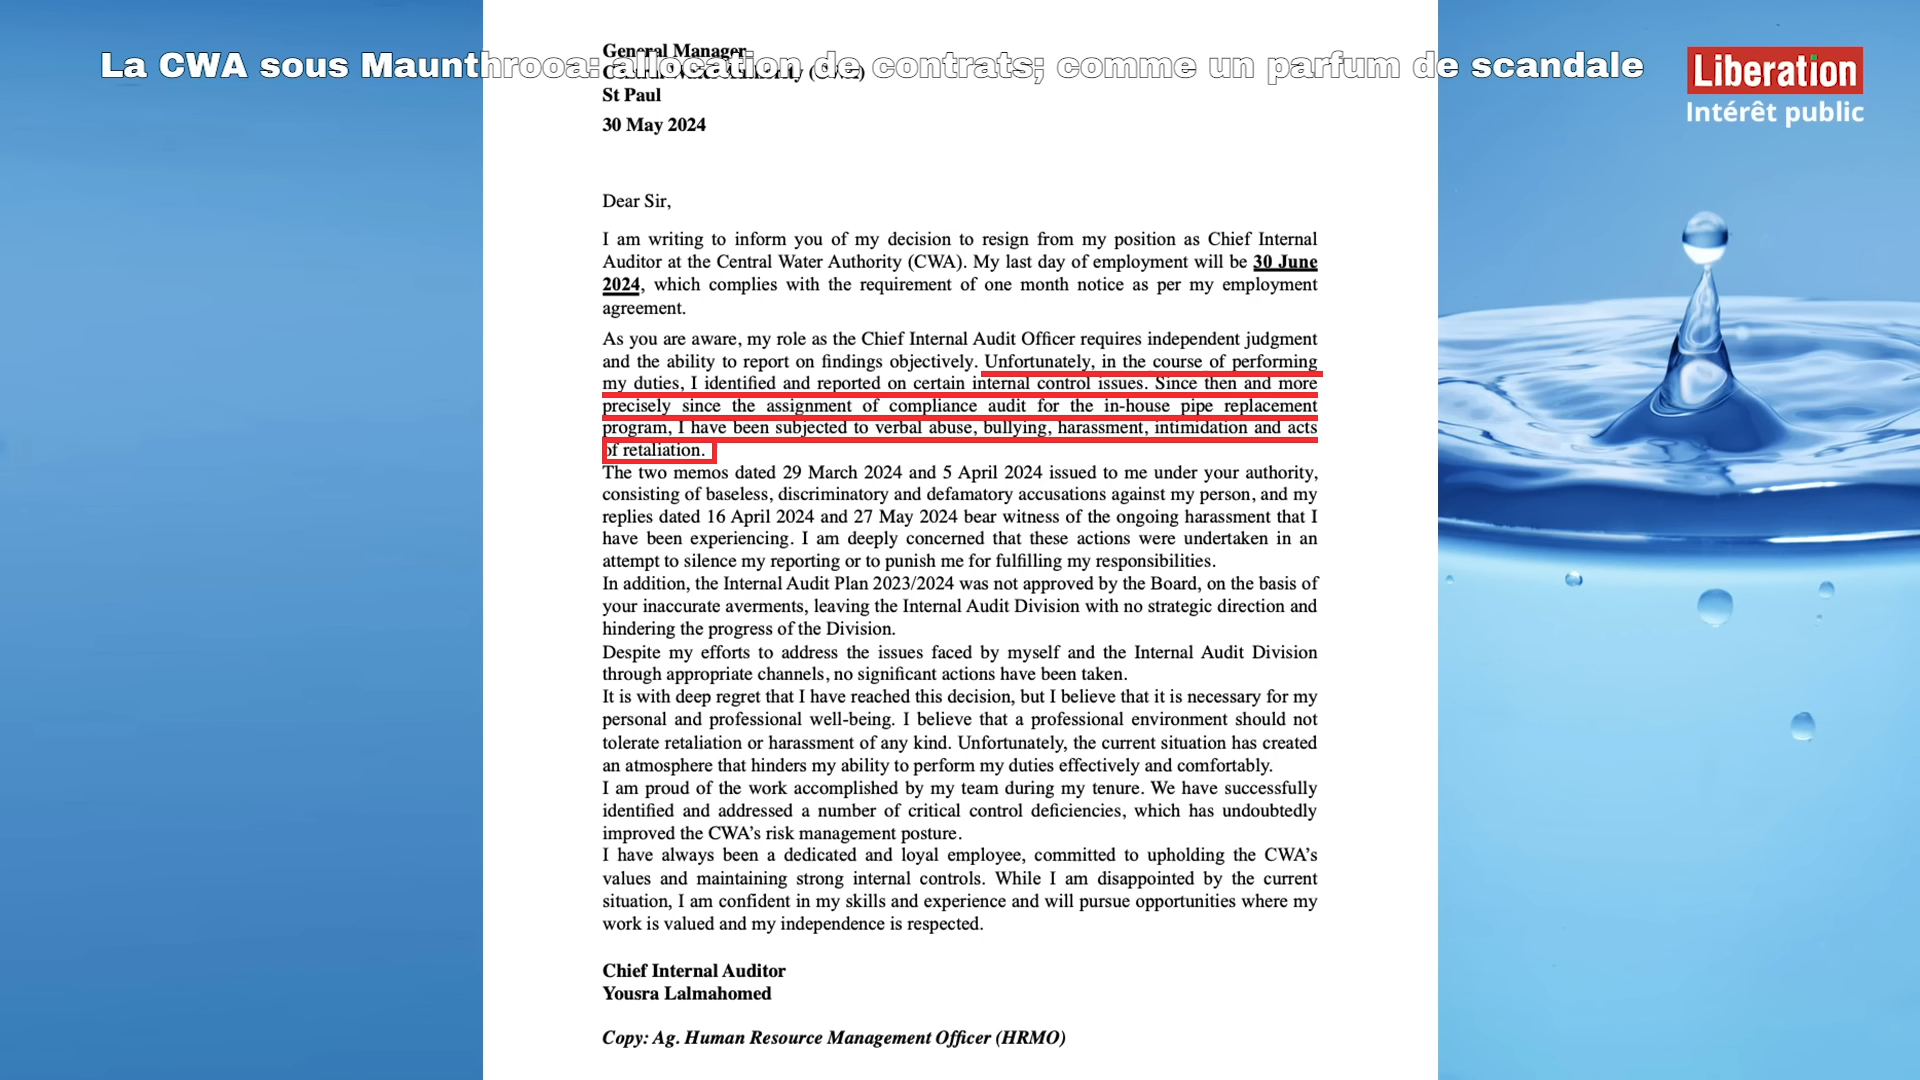 La CWA sous Maunthrooa: allocation de contrats; comme un parfum de scandale
Liberation
Intérêt public
General Manager
St Paul
30 May 2024
Dear Sir,
I am writing to inform you of my decision to resign from my position as Chief Internal
Auditor at the Central Water Authority (CWA). My last day of employment will be 30 June
2024, which complies with the requirement of one month notice as per my employment
agreement.
As you are aware, my role as the Chief Internal Audit Officer requires independent judgment
and the ability to report on findings objectively. Unfortunately, in the course of performing
my duties, I identified and reported on certain internal control issues. Since then and more
precisely since the assignment of compliance audit for the in-house pipe replacement
program, I have been subjected to verbal abuse, bullying, harassment, intimidation and acts
of retaliation.
The two memos dated 29 March 2024 and 5 April 2024 issued to me under your authority,
consisting of baseless, discriminatory and defamatory accusations against my person, and my
replies dated 16 April 2024 and 27 May 2024 bear witness of the ongoing harassment that I
have been experiencing. I am deeply concerned that these actions were undertaken in an
attempt to silence my reporting or to punish me for fulfilling my responsibilities.
In addition, the Internal Audit Plan 2023/2024 was not approved by the Board, on the basis of
your inaccurate averments, leaving the Internal Audit Division with no strategic direction and
hindering the progress of the Division.
Despite my efforts to address the issues faced by myself and the Internal Audit Division
through appropriate channels, no significant actions have been taken.
It is with deep regret that I have reached this decision, but I believe that it is necessary for my
personal and professional well-being. I believe that a professional environment should not
tolerate retaliation or harassment of any kind. Unfortunately, the current situation has created
an atmosphere that hinders my ability to perform my duties effectively and comfortably.
I am proud of the work accomplished by my team during my tenure. We have successfully
identified and addressed a number of critical control deficiencies, which has undoubtedly
improved the CWA's risk management posture.
I have always been a dedicated and loyal employee, committed to upholding the CWA's
values and maintaining strong internal controls. While I am disappointed by the current
situation, I am confident in my skills and experience and will pursue opportunities where my
work is valued and my independence is respected.
Chief Internal Auditor
Yousra Lalmahomed
Copy: Ag. Human Resource Management Officer (HRMO)